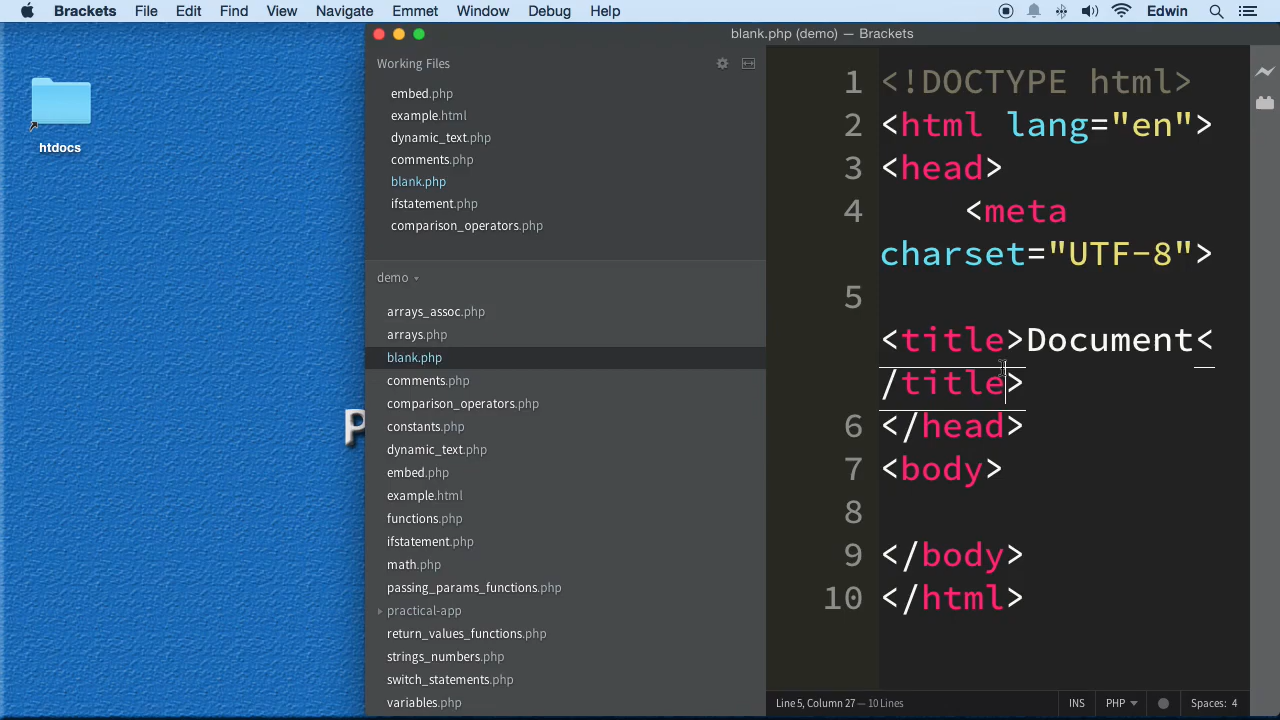 Brackets File Edit Find View Navigate Emmet Window Debug Help Edwin
blank.php (demo) — Brackets
htdocs
P
Working Files
embed.php
example.html
dynamic_text.php
comments.php
blank.php
ifstatement.php
comparison_operators.php
demo
arrays_assoc.php
arrays.php
blank.php
comments.php
comparison_operators.php
constants.php
dynamic_text.php
embed.php
example.html
functions.php
ifstatement.php
math.php
passing_params_functions.php
practical-app
return_values_functions.php
strings_numbers.php
switch_statements.php
variables.php
1 <!DOCTYPE html>
2 <html lang="en">
3 <head>
4 <meta
charset="UTF-8">
5
<title>Document<
/title>
6 </head>
7 <body>
8
9 </body>
10 </html>
Line 5, Column 27 — 10 Lines INS PHP Spaces: 4